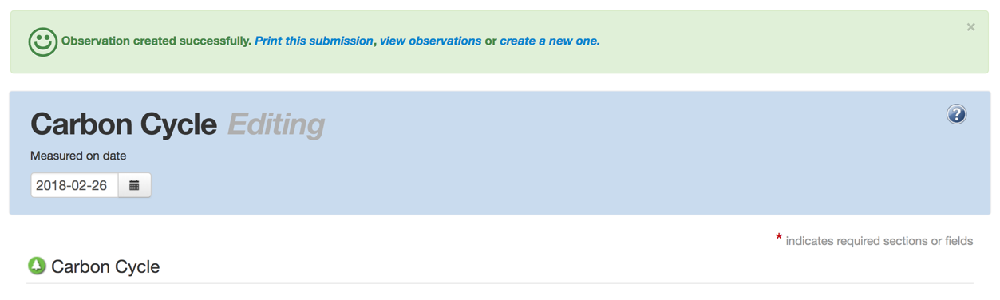 Observation created successfully. Print this submission, view observations or create a new one.
×
Carbon Cycle Editing
?
Measured on date
2018-02-26
* indicates required sections or fields
Carbon Cycle